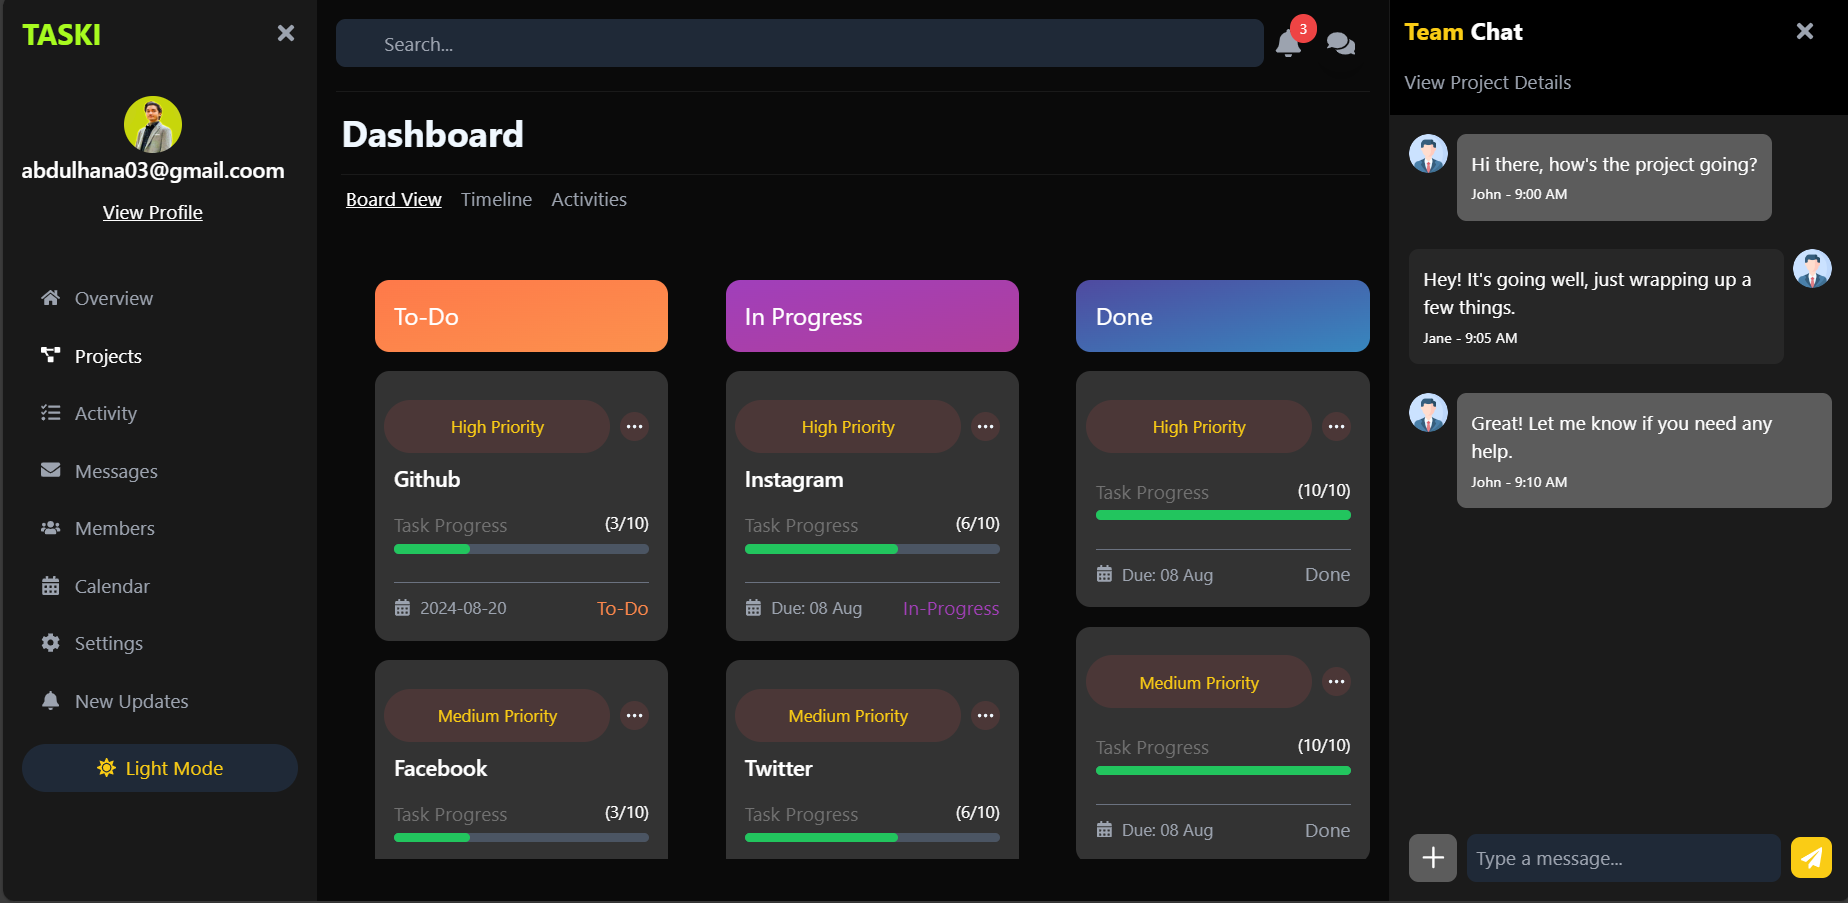 TASKI
abdulhana03@gmail.coom
View Profile
Overview
Projects
Activity
Messages
Members
Calendar
Settings
New Updates
Light Mode
Search...
3
Dashboard
Board View Timeline Activities
To-Do
High Priority
Github
Task Progress (3/10)
2024-08-20 To-Do
Medium Priority
Facebook
Task Progress (3/10)
In Progress
High Priority
Instagram
Task Progress (6/10)
Due: 08 Aug In-Progress
Medium Priority
Twitter
Task Progress (6/10)
Done
High Priority
Task Progress (10/10)
Due: 08 Aug Done
Medium Priority
Task Progress (10/10)
Due: 08 Aug Done
Team Chat
View Project Details
Hi there, how's the project going?
John - 9:00 AM
Hey! It's going well, just wrapping up a
few things.
Jane - 9:05 AM
Great! Let me know if you need any
help.
John - 9:10 AM
Type a message...